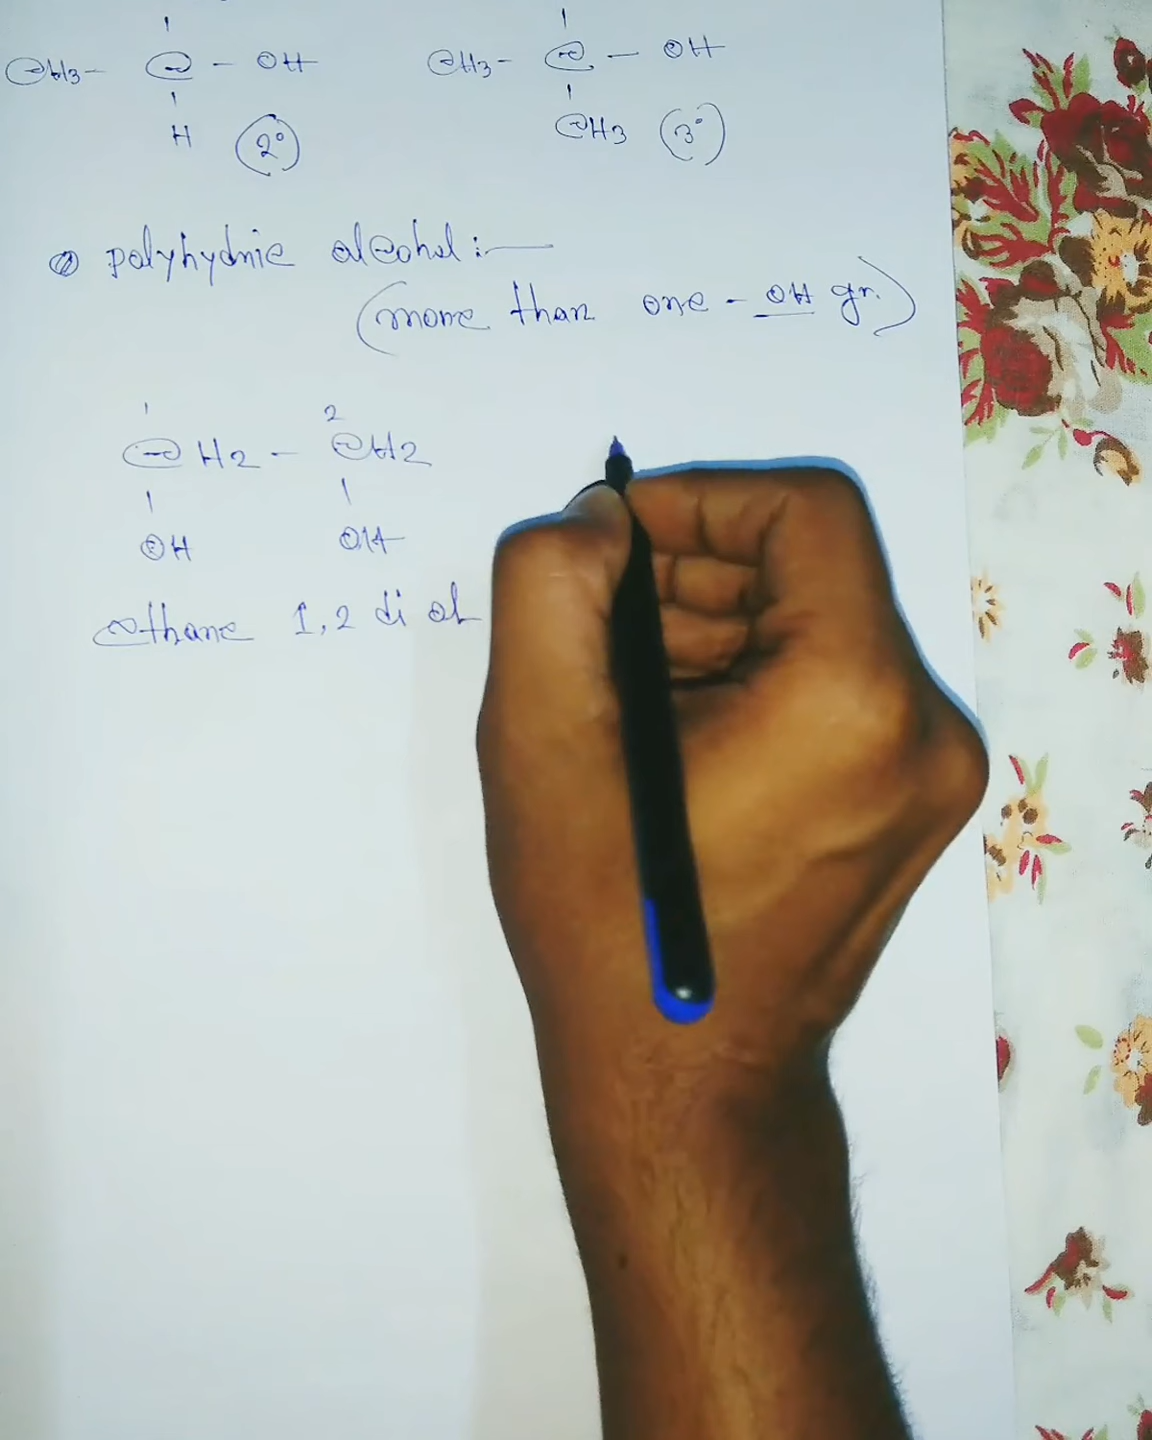 CH3- C - OH CH3- C - OH
H (2°) CH3 (3°)
polyhydric alcohol :-
(more than one - OH gr.)
1 2
CH2 - CH2
OH OH
ethane 1,2 di ol